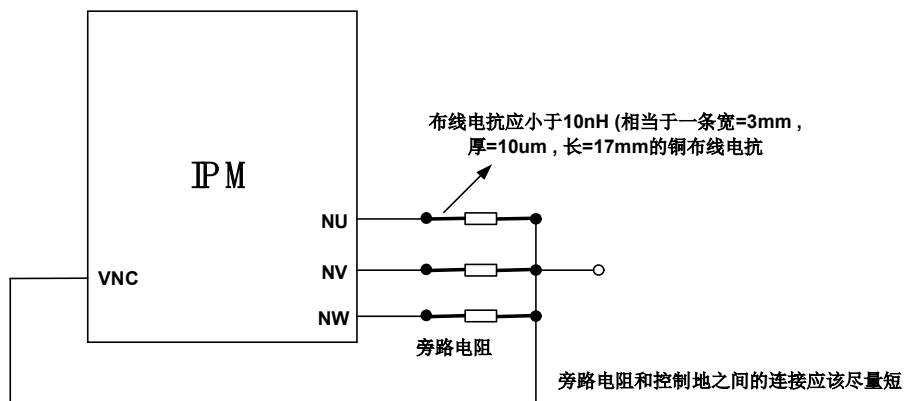 布线电抗应小于10nH (相当于一条宽=3mm ,
厚=10um , 长=17mm的铜布线电抗
IPM
NU
VNC
NV
NW
旁路电阻
旁路电阻和控制地之间的连接应该尽量短